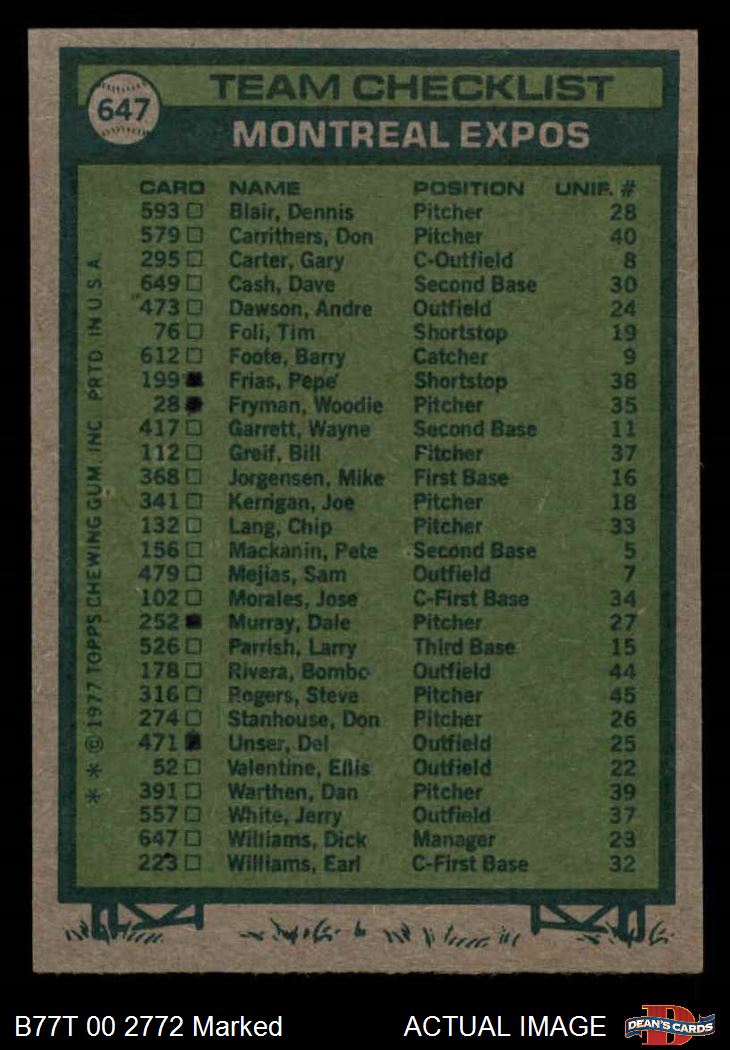 647
TEAM CHECKLIST
MONTREAL EXPOS
CARD NAME POSITION UNIF. #
593 Blair, Dennis Pitcher 28
579 Carrithers, Don Pitcher 40
295 Carter, Gary C-Outfield 8
649 Cash, Dave Second Base 30
473 Dawson, Andre Outfield 24
76 Foli, Tim Shortstop 19
612 Foote, Barry Catcher 9
199 Frias, Pepe Shortstop 38
28 Fryman, Woodie Pitcher 35
417 Garrett, Wayne Second Base 11
112 Greif, Bill Pitcher 37
368 Jorgensen, Mike First Base 16
341 Kerrigan, Joe Pitcher 18
132 Lang, Chip Pitcher 33
156 Mackanin, Pete Second Base 5
479 Mejias, Sam Outfield 7
102 Morales, Jose C-First Base 34
252 Murray, Dale Pitcher 27
526 Parrish, Larry Third Base 15
178 Rivera, Bombo Outfield 44
316 Rogers, Steve Pitcher 45
274 Stanhouse, Don Pitcher 26
471 Unser, Del Outfield 25
52 Valentine, Ellis Outfield 22
391 Warthen, Dan Pitcher 39
557 White, Jerry Outfield 37
647 Williams, Dick Manager 23
223 Williams, Earl C-First Base 32
* * © 1977 TOPPS CHEWING GUM, INC. PRTD. IN U.S.A.
B77T 00 2772 Marked ACTUAL IMAGE
D
DEAN'S CARDS